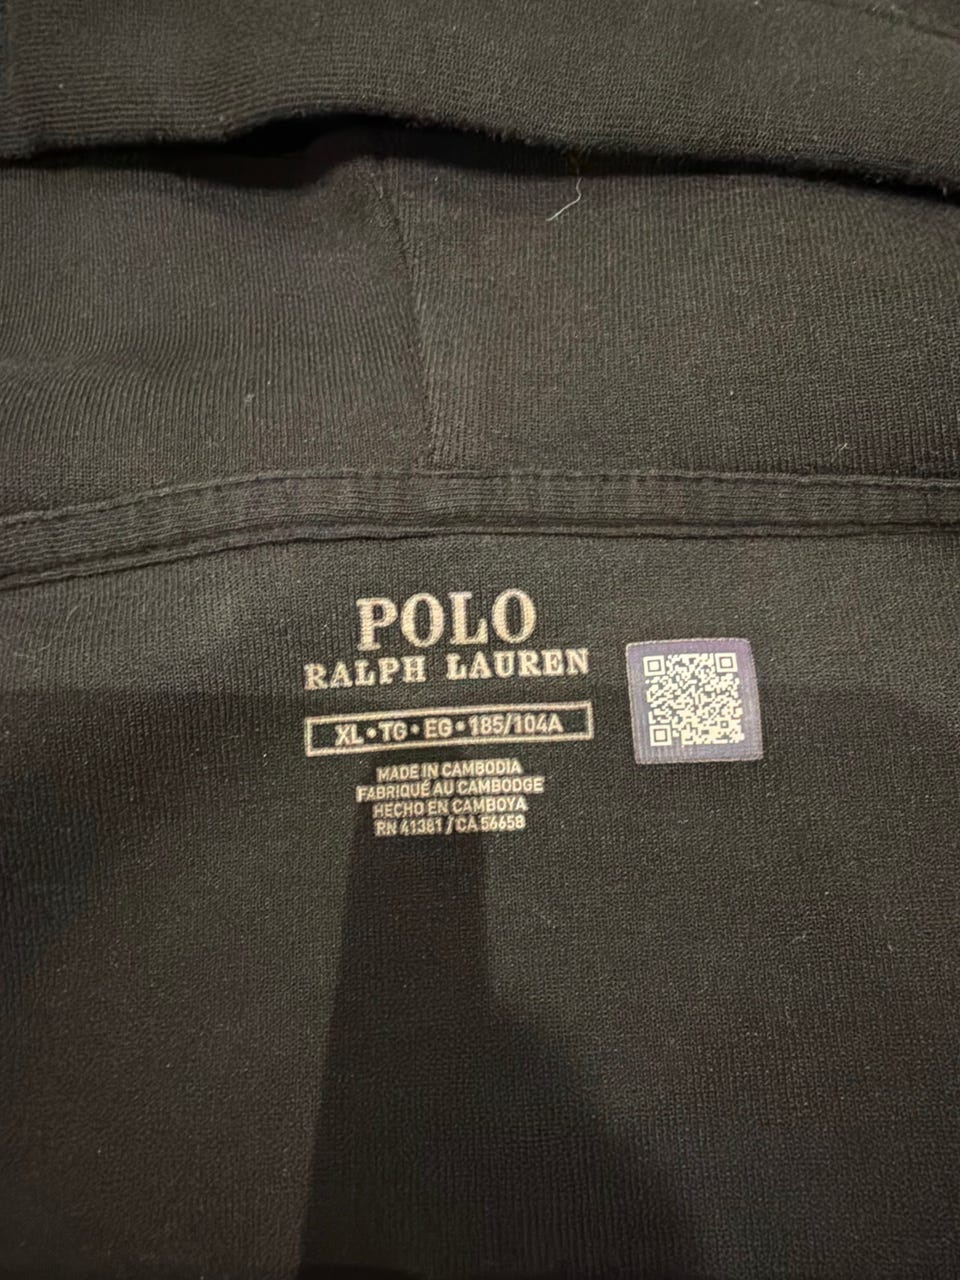 POLO
RALPH LAUREN
XL • TG • EG • 185/104A
MADE IN CAMBODIA
FABRIQUÉ AU CAMBODGE
HECHO EN CAMBOYA
RN 41381 / CA 56658